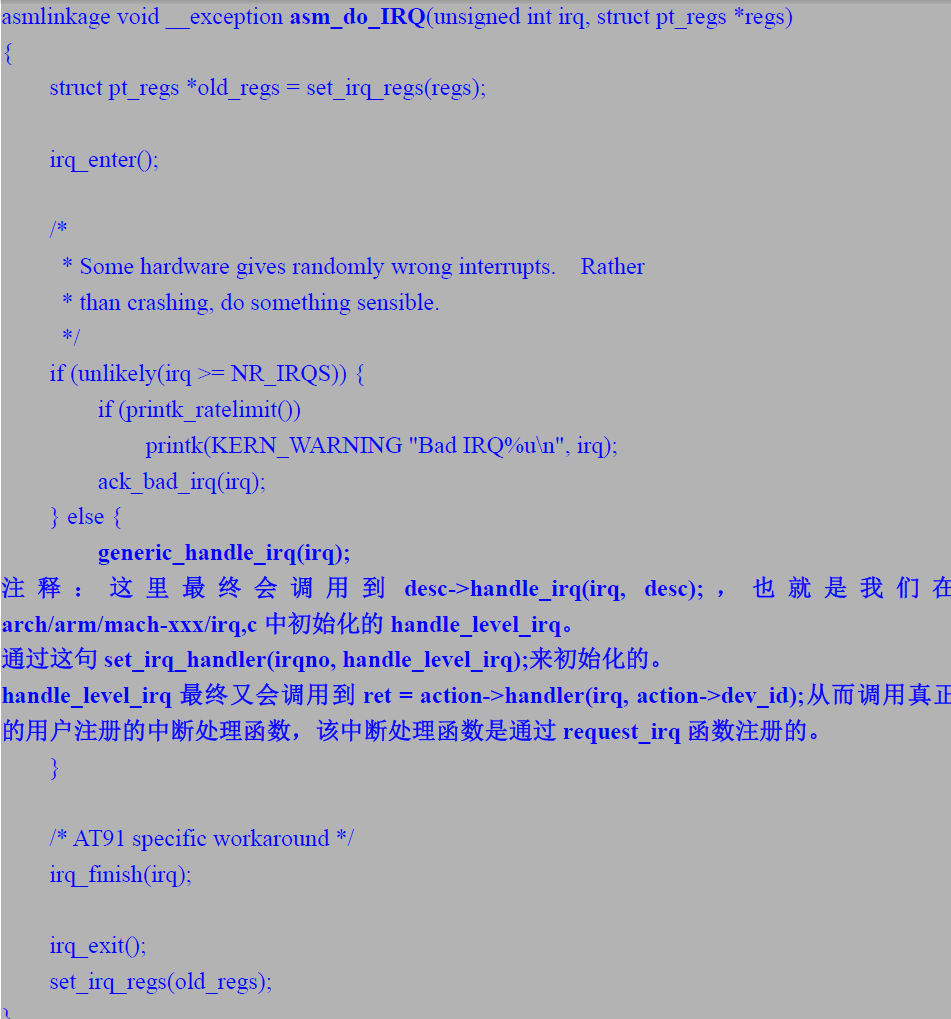 asmlinkage void __exception asm_do_IRQ(unsigned int irq, struct pt_regs *regs)
{
struct pt_regs *old_regs = set_irq_regs(regs);
irq_enter();
/*
* Some hardware gives randomly wrong interrupts.    Rather
* than crashing, do something sensible.
*/
if (unlikely(irq >= NR_IRQS)) {
if (printk_ratelimit())
printk(KERN_WARNING "Bad IRQ%u\n", irq);
ack_bad_irq(irq);
} else {
generic_handle_irq(irq);
注释：这里最终会调用到 desc->handle_irq(irq, desc);，也就是我们在
arch/arm/mach-xxx/irq,c 中初始化的 handle_level_irq。
通过这句 set_irq_handler(irqno, handle_level_irq);来初始化的。
handle_level_irq 最终又会调用到 ret = action->handler(irq, action->dev_id);从而调用真正
的用户注册的中断处理函数，该中断处理函数是通过 request_irq 函数注册的。
}
/* AT91 specific workaround */
irq_finish(irq);
irq_exit();
set_irq_regs(old_regs);
}